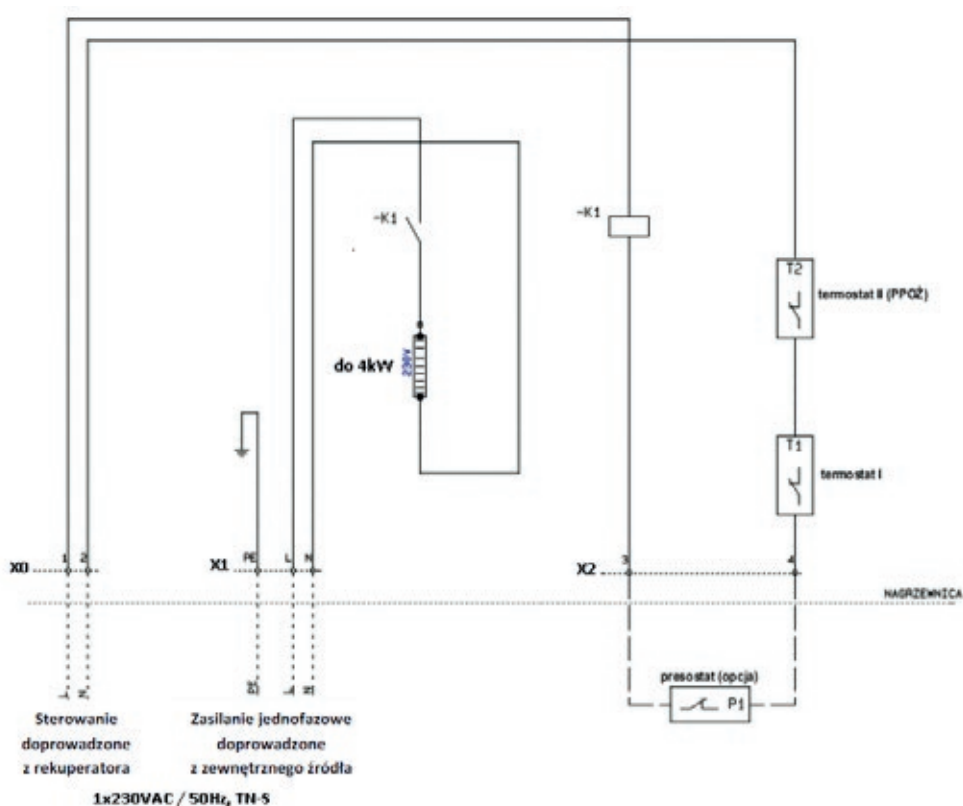 -K1
-K1
T2
termostat II (PPOŻ)
do 4kW
230V
T1
termostat I
X0
1
2
X1
PE
L
N
X2
3
4
NAGRZEWNICA
L
N
PE
L
N
presostat (opcja)
P1
Sterowanie
doprowadzone
z rekuperatora
Zasilanie jednofazowe
doprowadzone
z zewnętrznego źródła
1x230VAC / 50Hz, TN-S